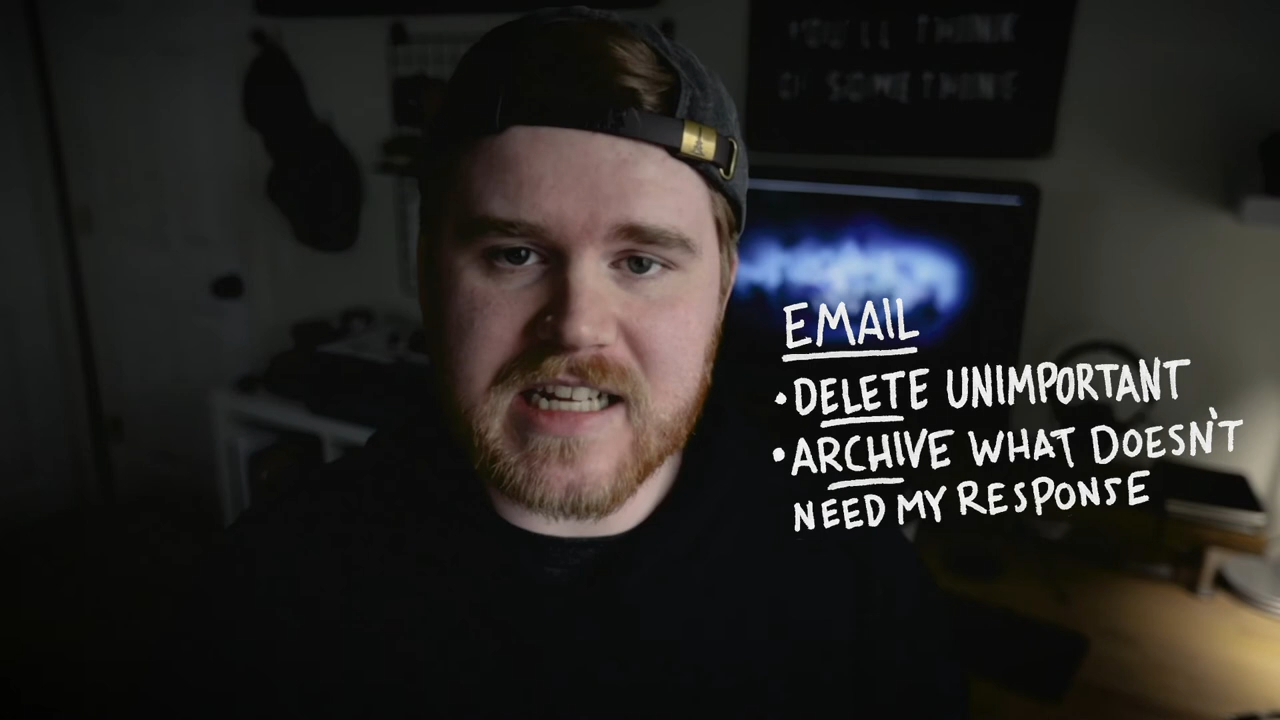 YOU'LL THINK
OF SOMETHING
EMAIL
• DELETE UNIMPORTANT
• ARCHIVE WHAT DOESN'T
NEED MY RESPONSE